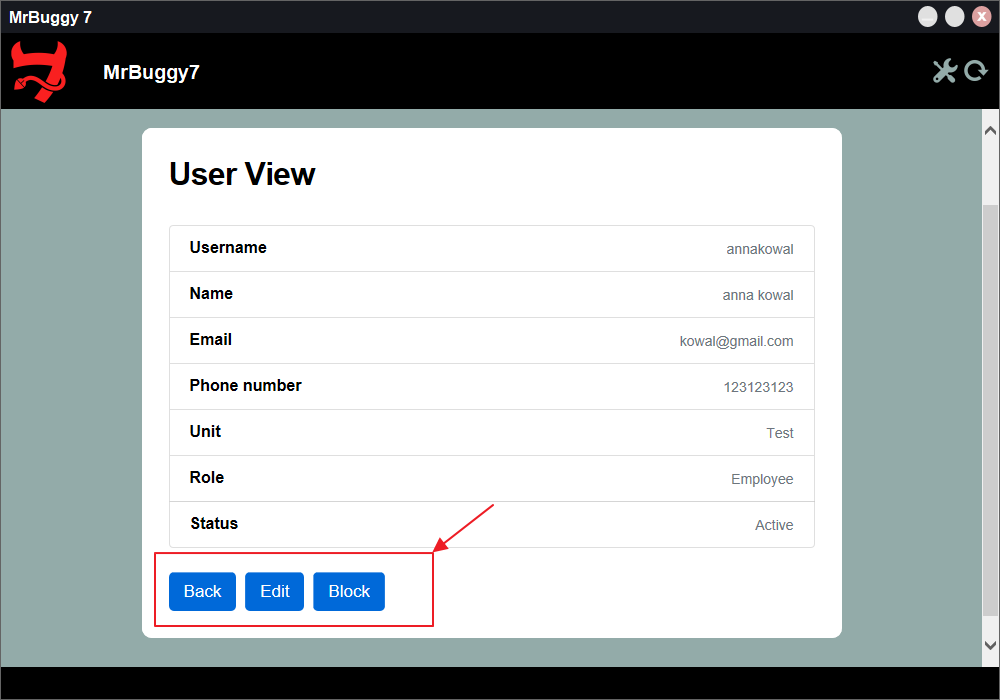 MrBuggy 7
MrBuggy7
User View
Username annakowal
Name anna kowal
Email kowal@gmail.com
Phone number 123123123
Unit Test
Role Employee
Status Active
Back Edit Block